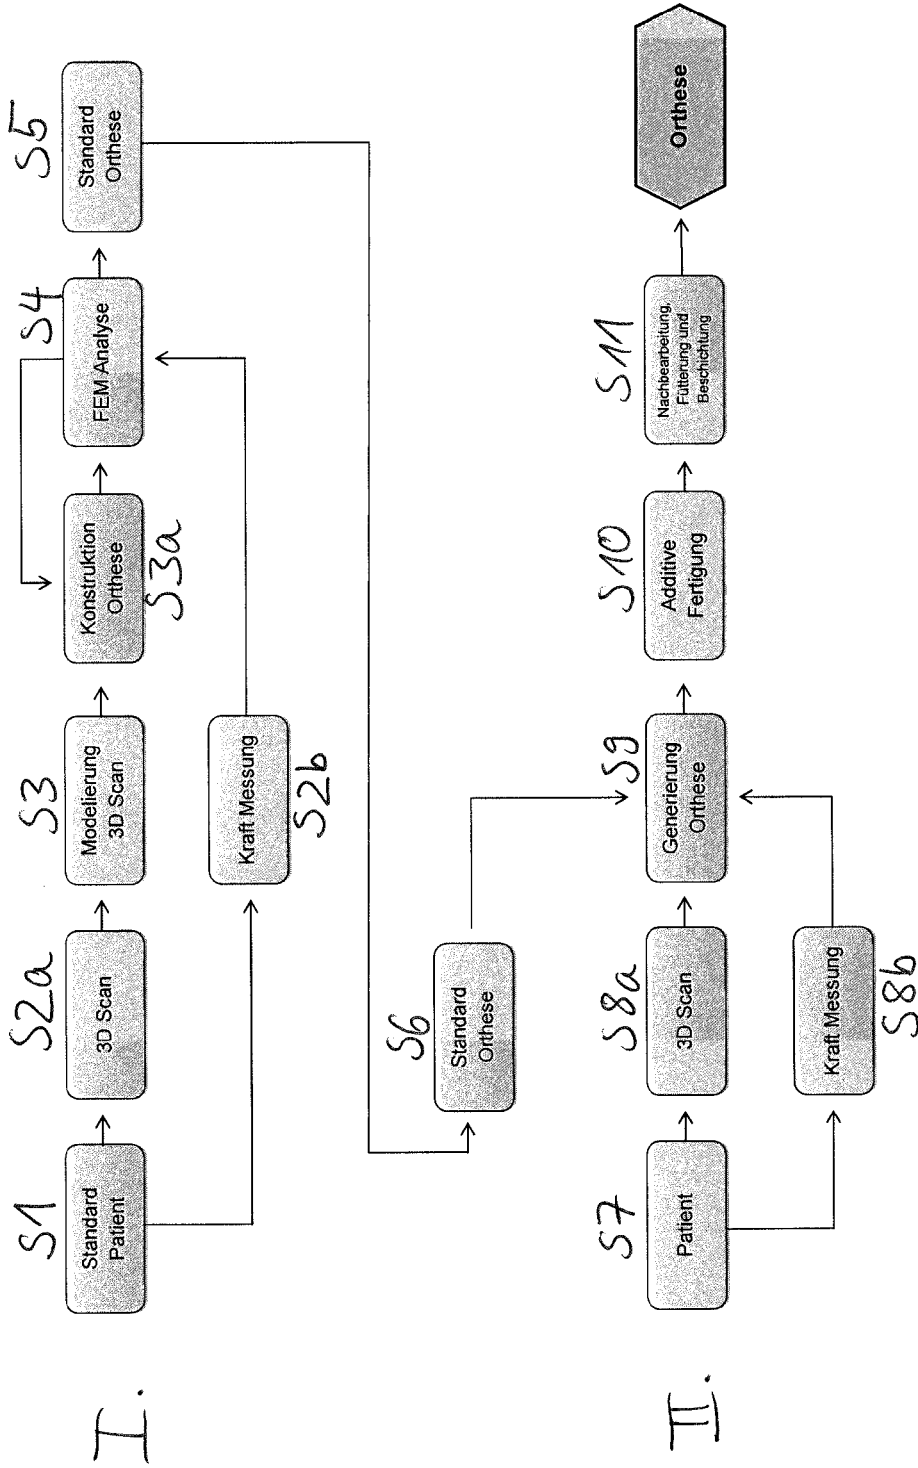 I.
S1
Standard
Patient
S2a
3D Scan
S3
Modelierung
3D Scan
Konstruktion
Orthese
S3a
S4
FEM Analyse
S5
Standard
Orthese
Kraft Messung
S2b
S6
Standard
Orthese
II.
S7
Patient
S8a
3D Scan
Kraft Messung
S8b
S9
Generierung
Orthese
S10
Additive
Fertigung
S11
Nachbearbeitung,
Fütterung und
Beschichtung
Orthese